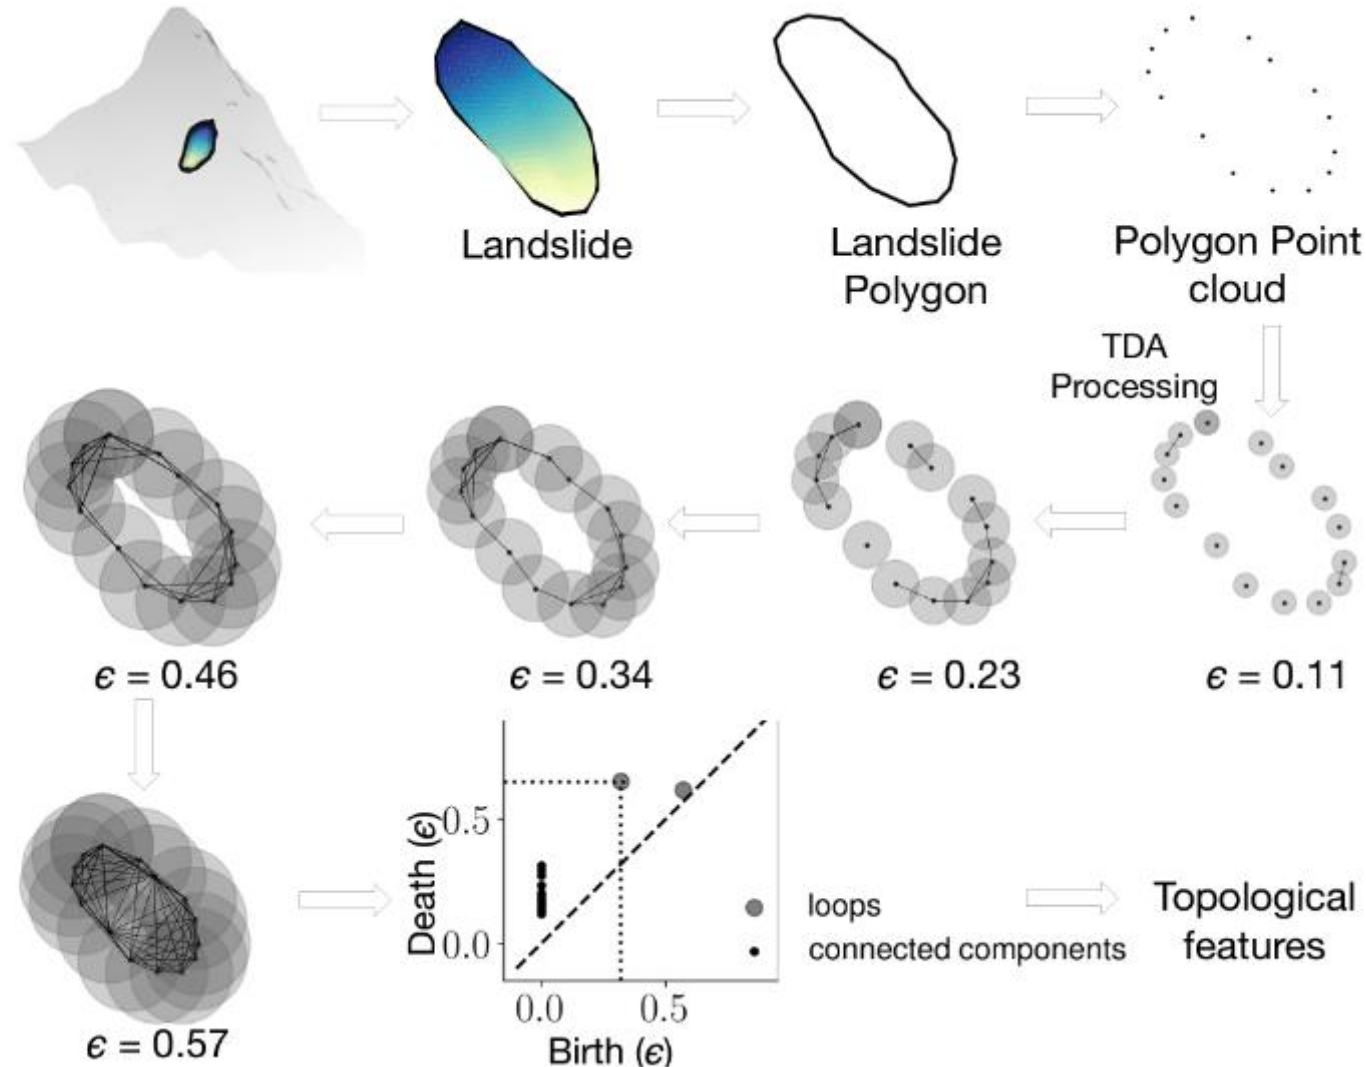 Landslide
Landslide
Polygon
Polygon Point
cloud
TDA
Processing
ϵ = 0.46
ϵ = 0.34
ϵ = 0.23
ϵ = 0.11
ϵ = 0.57
Death (ϵ)
0.5
0.0
0.0
0.5
Birth (ϵ)
loops
connected components
Topological
features